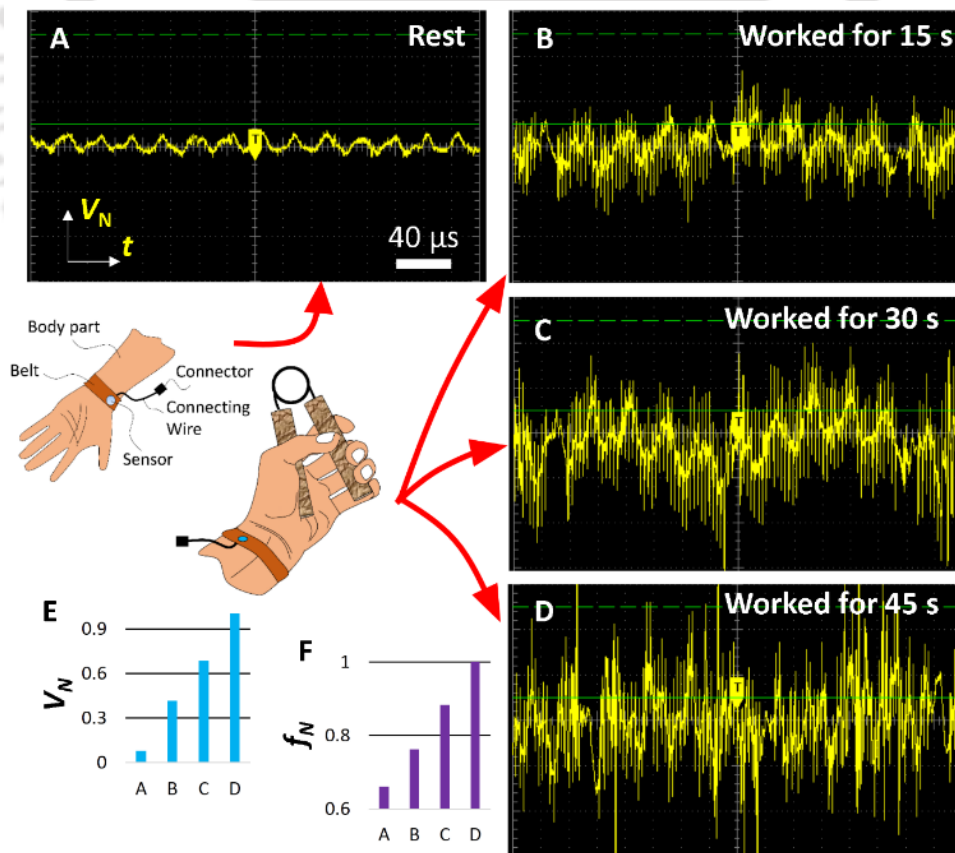 A
Rest
T
V_N
t
40 µs
B
Worked for 15 s
T
Body part
Belt
Connector
Connecting
Wire
Sensor
C
Worked for 30 s
T
D
Worked for 45 s
T
E
V_N
0.9
0.6
0.3
0
A B C D
F
f_N
1
0.8
0.6
A B C D